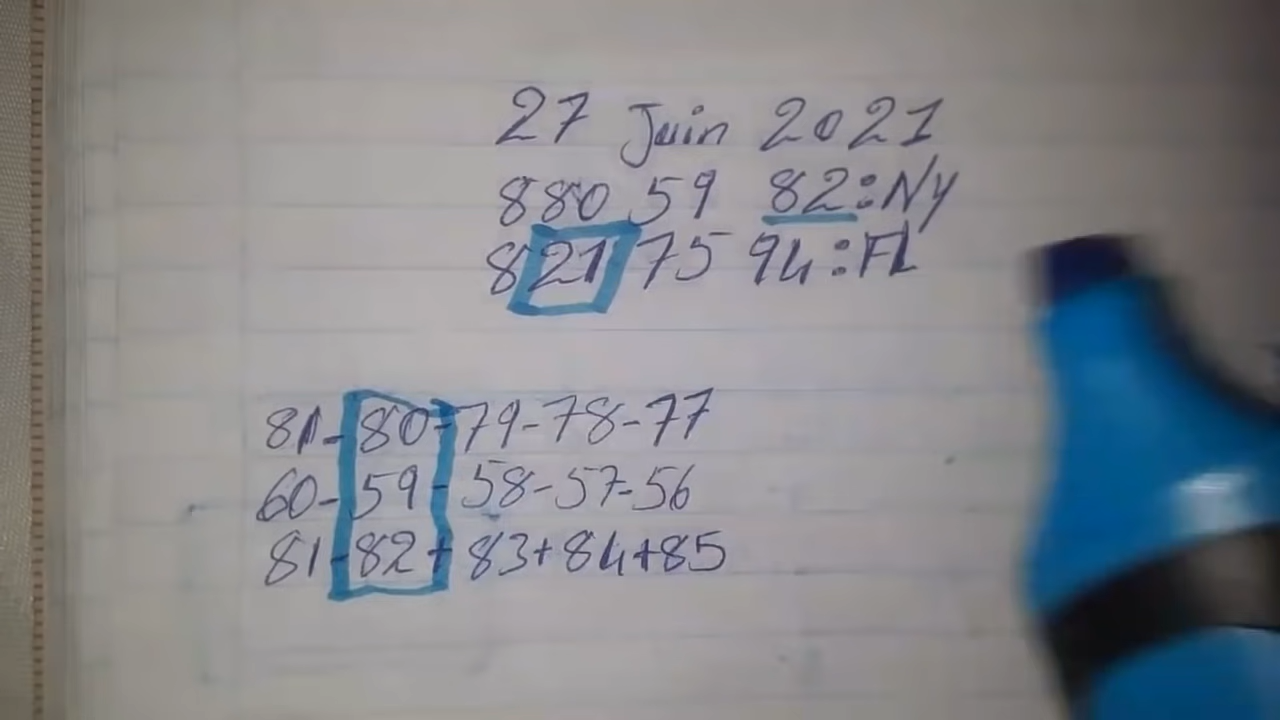 27 Juin 2021
880 59 82:Ny
821 75 94:FL
81-80-79-78-77
60-59-58-57-56
81-82+83+84+85